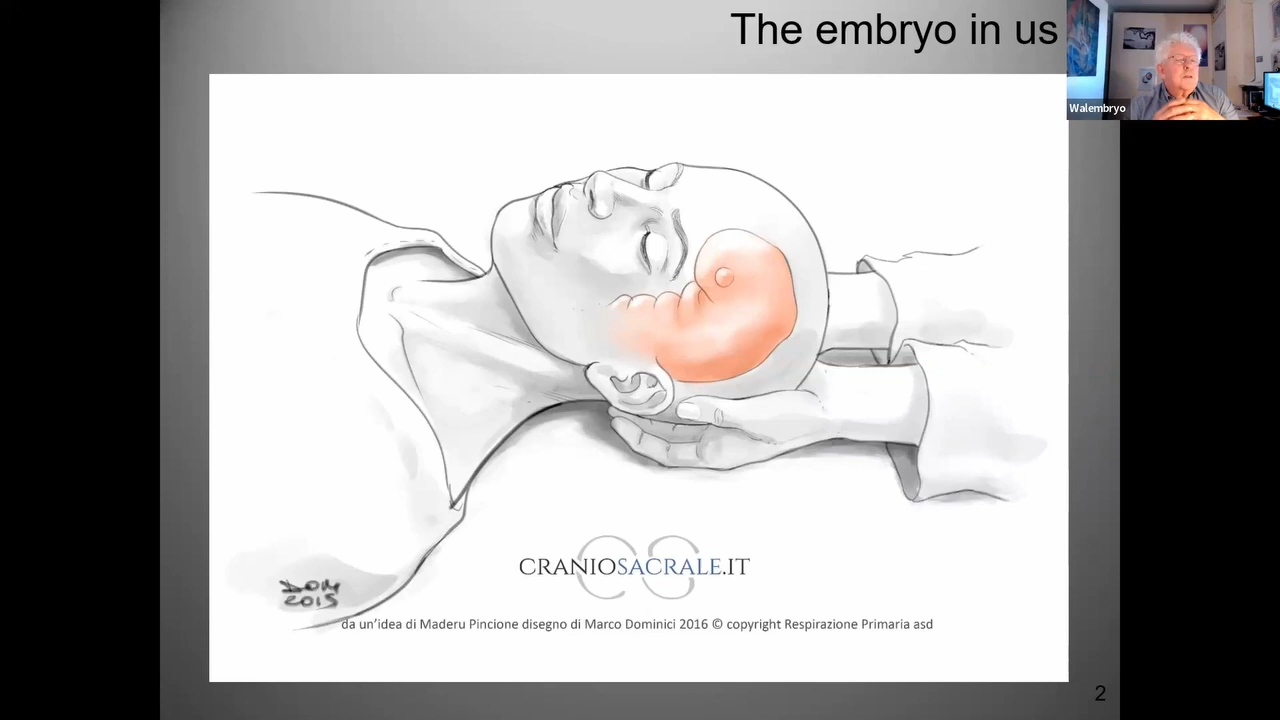 The embryo in us
Walembryo
CRANIOSACRALE.IT
DOM
2015
da un'idea di Maderu Pincione disegno di Marco Dominici 2016 © copyright Respirazione Primaria asd
2